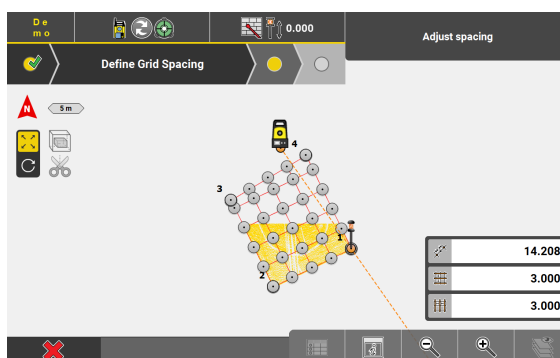 De
mo
0.000
Adjust spacing
Define Grid Spacing
N
5 m
4
3
1
2
14.208
3.000
3.000